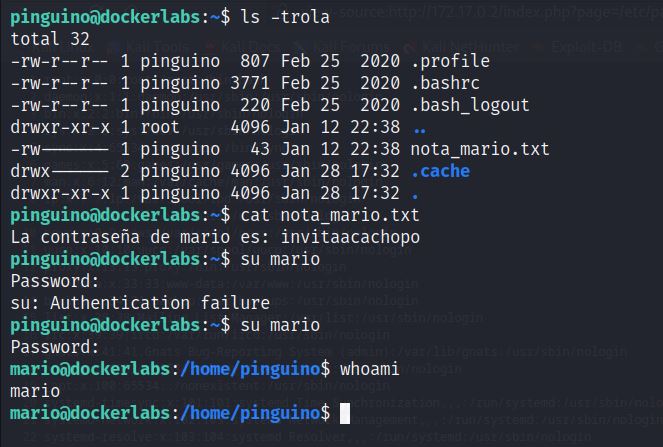 pinguino@dockerlabs:~$ ls -trola
total 32
-rw-r--r-- 1 pinguino  807 Feb 25  2020 .profile
-rw-r--r-- 1 pinguino 3771 Feb 25  2020 .bashrc
-rw-r--r-- 1 pinguino  220 Feb 25  2020 .bash_logout
drwxr-xr-x 1 root     4096 Jan 12 22:38 ..
-rw------- 1 pinguino   43 Jan 12 22:38 nota_mario.txt
drwx------ 2 pinguino 4096 Jan 28 17:32 .cache
drwxr-xr-x 1 pinguino 4096 Jan 28 17:32 .
pinguino@dockerlabs:~$ cat nota_mario.txt
La contraseña de mario es: invitaacachopo
pinguino@dockerlabs:~$ su mario
Password:
su: Authentication failure
pinguino@dockerlabs:~$ su mario
Password:
mario@dockerlabs:/home/pinguino$ whoami
mario
mario@dockerlabs:/home/pinguino$